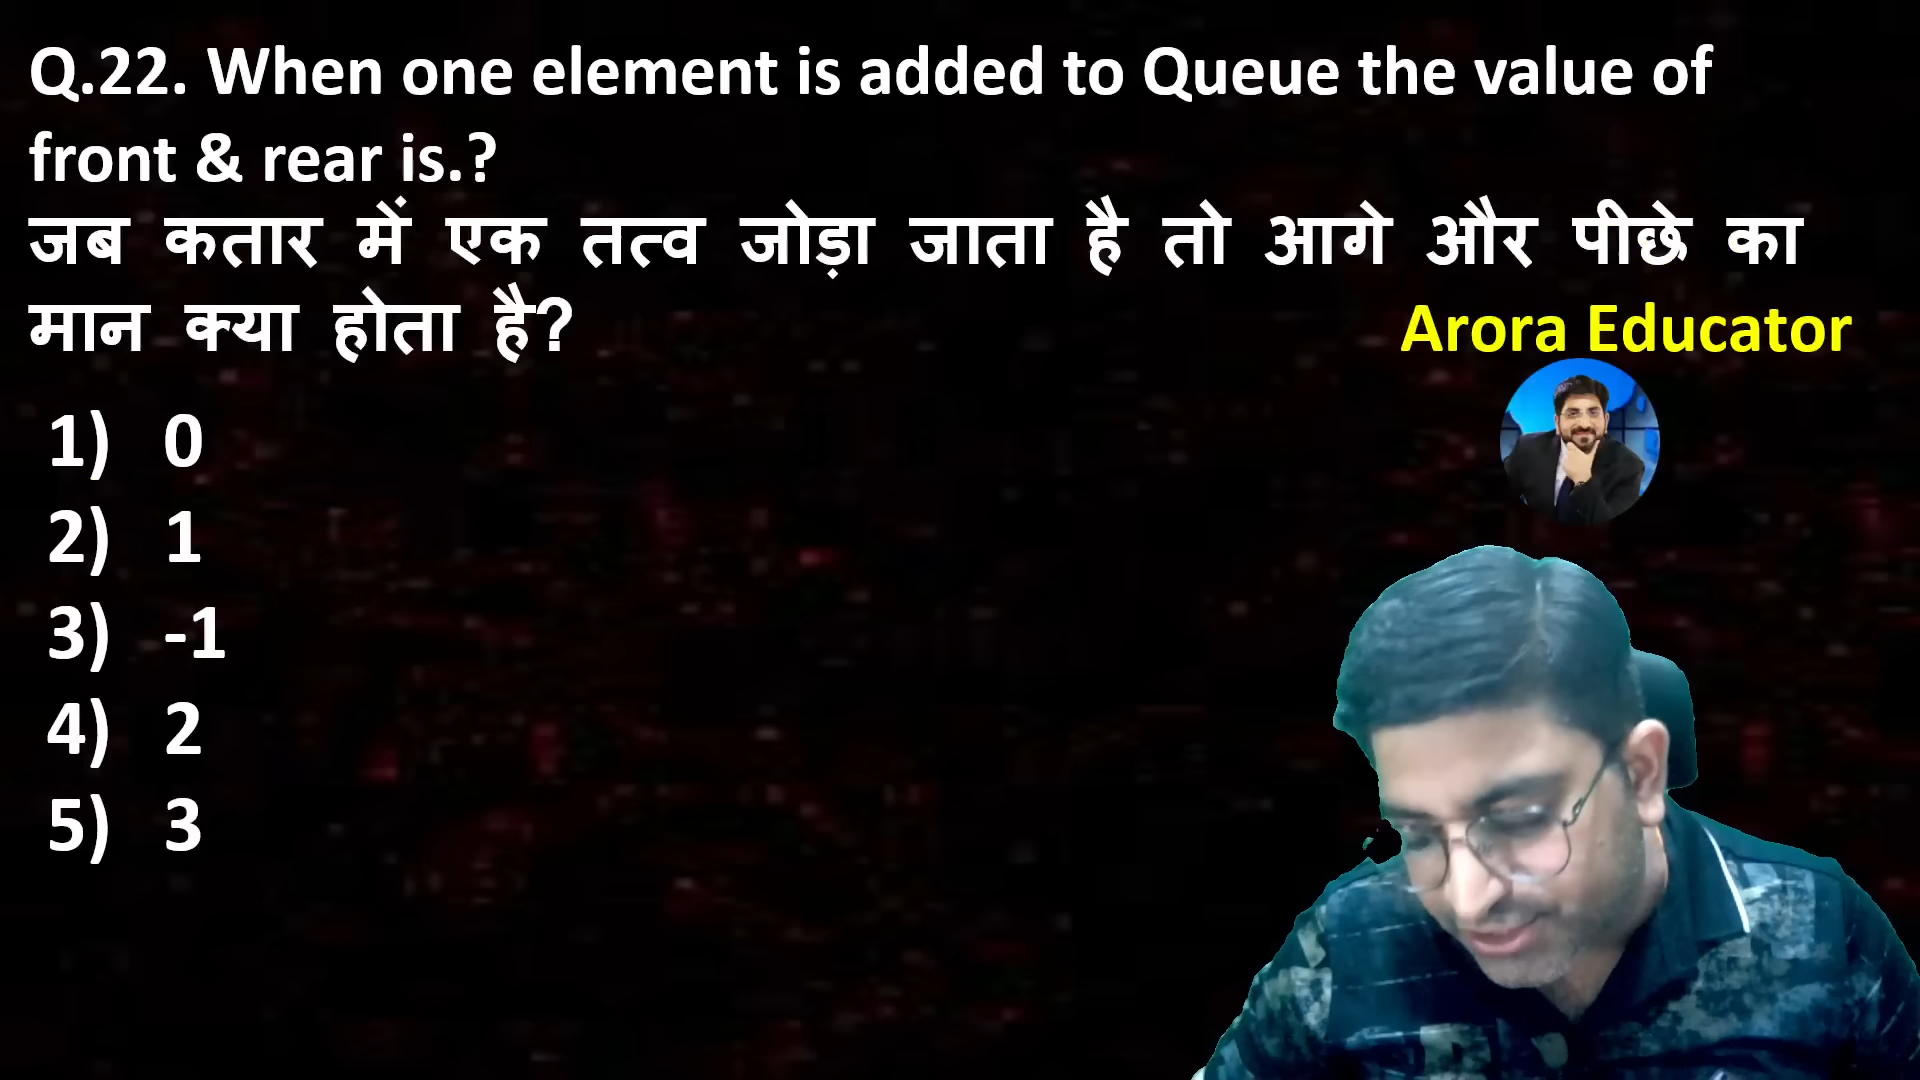 Q.22. When one element is added to Queue the value of
front & rear is.?
जब कतार में एक तत्व जोड़ा जाता है तो आगे और पीछे का
मान क्या होता है?
Arora Educator
1) 0
2) 1
3) -1
4) 2
5) 3